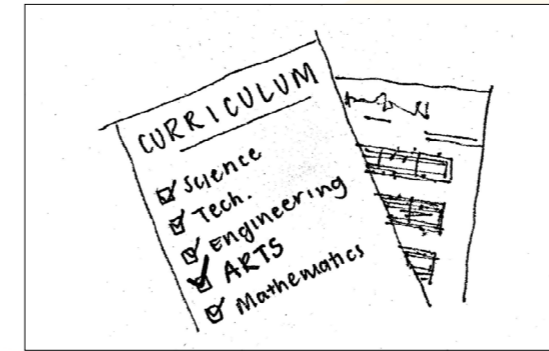 CURRICULUM
Science
Tech.
Engineering
ARTS
Mathematics